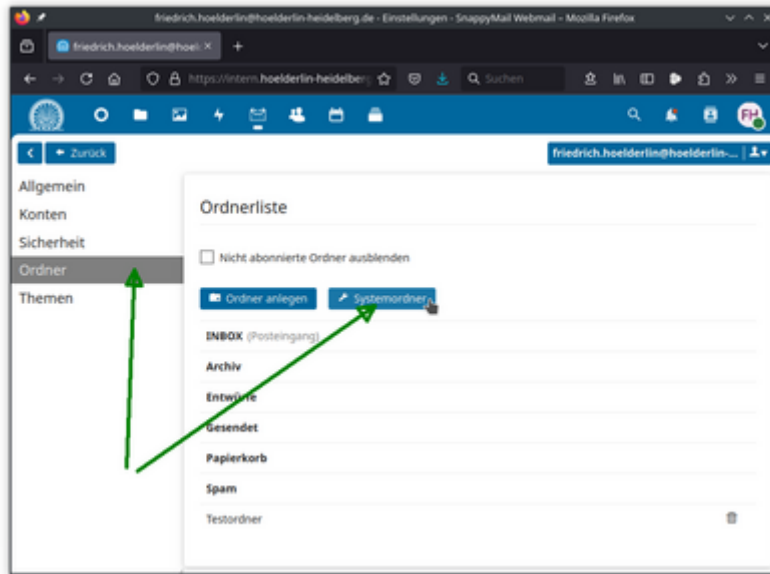 friedrich.hoelderlin@hoelderlin-heidelberg.de - Einstellungen - SnappyMail Webmail – Mozilla Firefox
friedrich.hoelderlin@hoel
https://intern.hoelderlin-heidelber
Suchen
FH
Zurück
friedrich.hoelderlin@hoelderlin-...
Allgemein
Konten
Sicherheit
Ordner
Themen
Ordnerliste
Nicht abonnierte Ordner ausblenden
Ordner anlegen
Systemordner
INBOX (Posteingang)
Archiv
Entwürfe
Gesendet
Papierkorb
Spam
Testordner